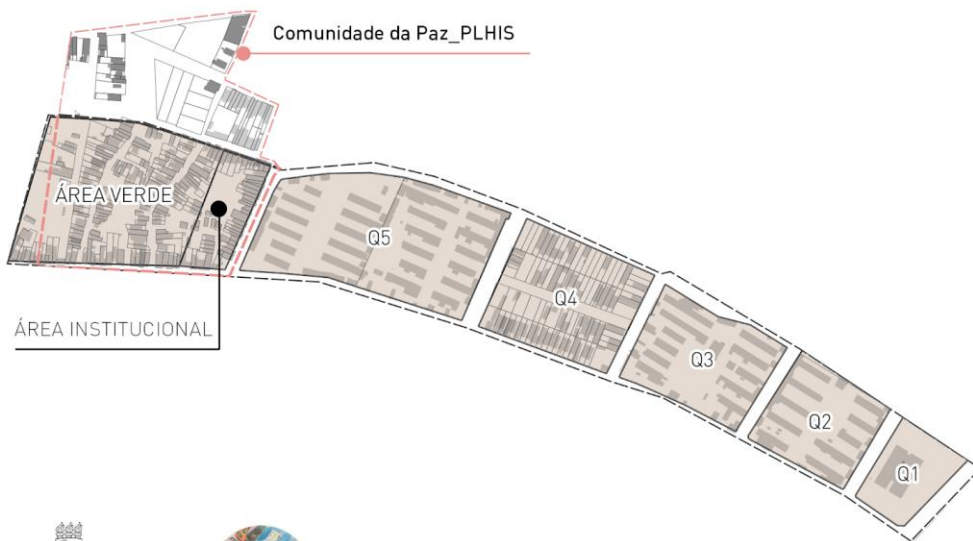 Comunidade da Paz_PLHIS
ÁREA VERDE
Q5
Q4
ÁREA INSTITUCIONAL
Q3
Q2
Q1